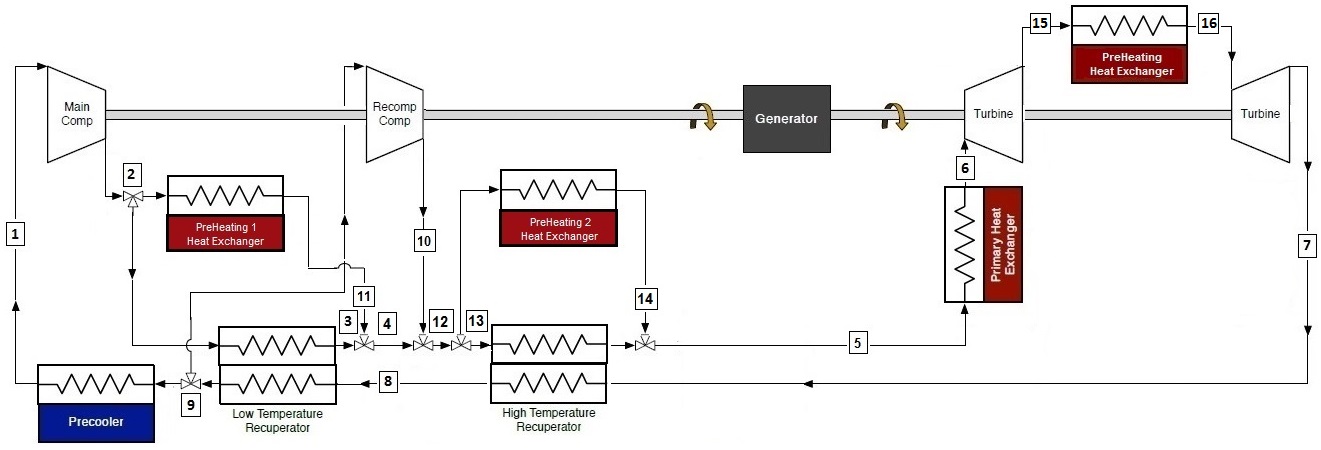 15
16
PreHeating
Heat Exchanger
Main
Comp
Recomp
Comp
Generator
Turbine
Turbine
2
6
PreHeating 1
Heat Exchanger
PreHeating 2
Heat Exchanger
Primary Heat
Exchanger
1
10
7
11
14
3
4
12
13
5
8
9
Precooler
Low Temperature
Recuperator
High Temperature
Recuperator